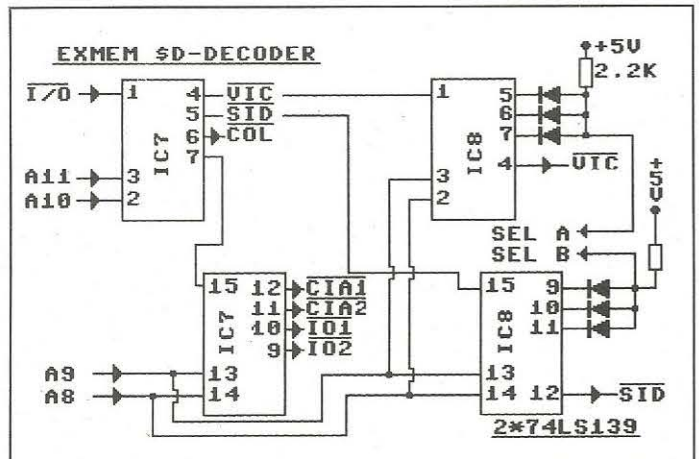 EXMEM $D-DECODER
+5V
2.2K
I/O
1
4
VIC
5
SID
6
COL
7
IC7
A11
3
A10
2
1
5
6
7
4
VIC
IC8
3
2
+5V
SEL A
SEL B
15
12
CIA1
11
CIA2
10
IO1
9
IO2
IC7
A9
13
A8
14
15
9
10
11
IC8
13
14
12
SID
2*74LS139